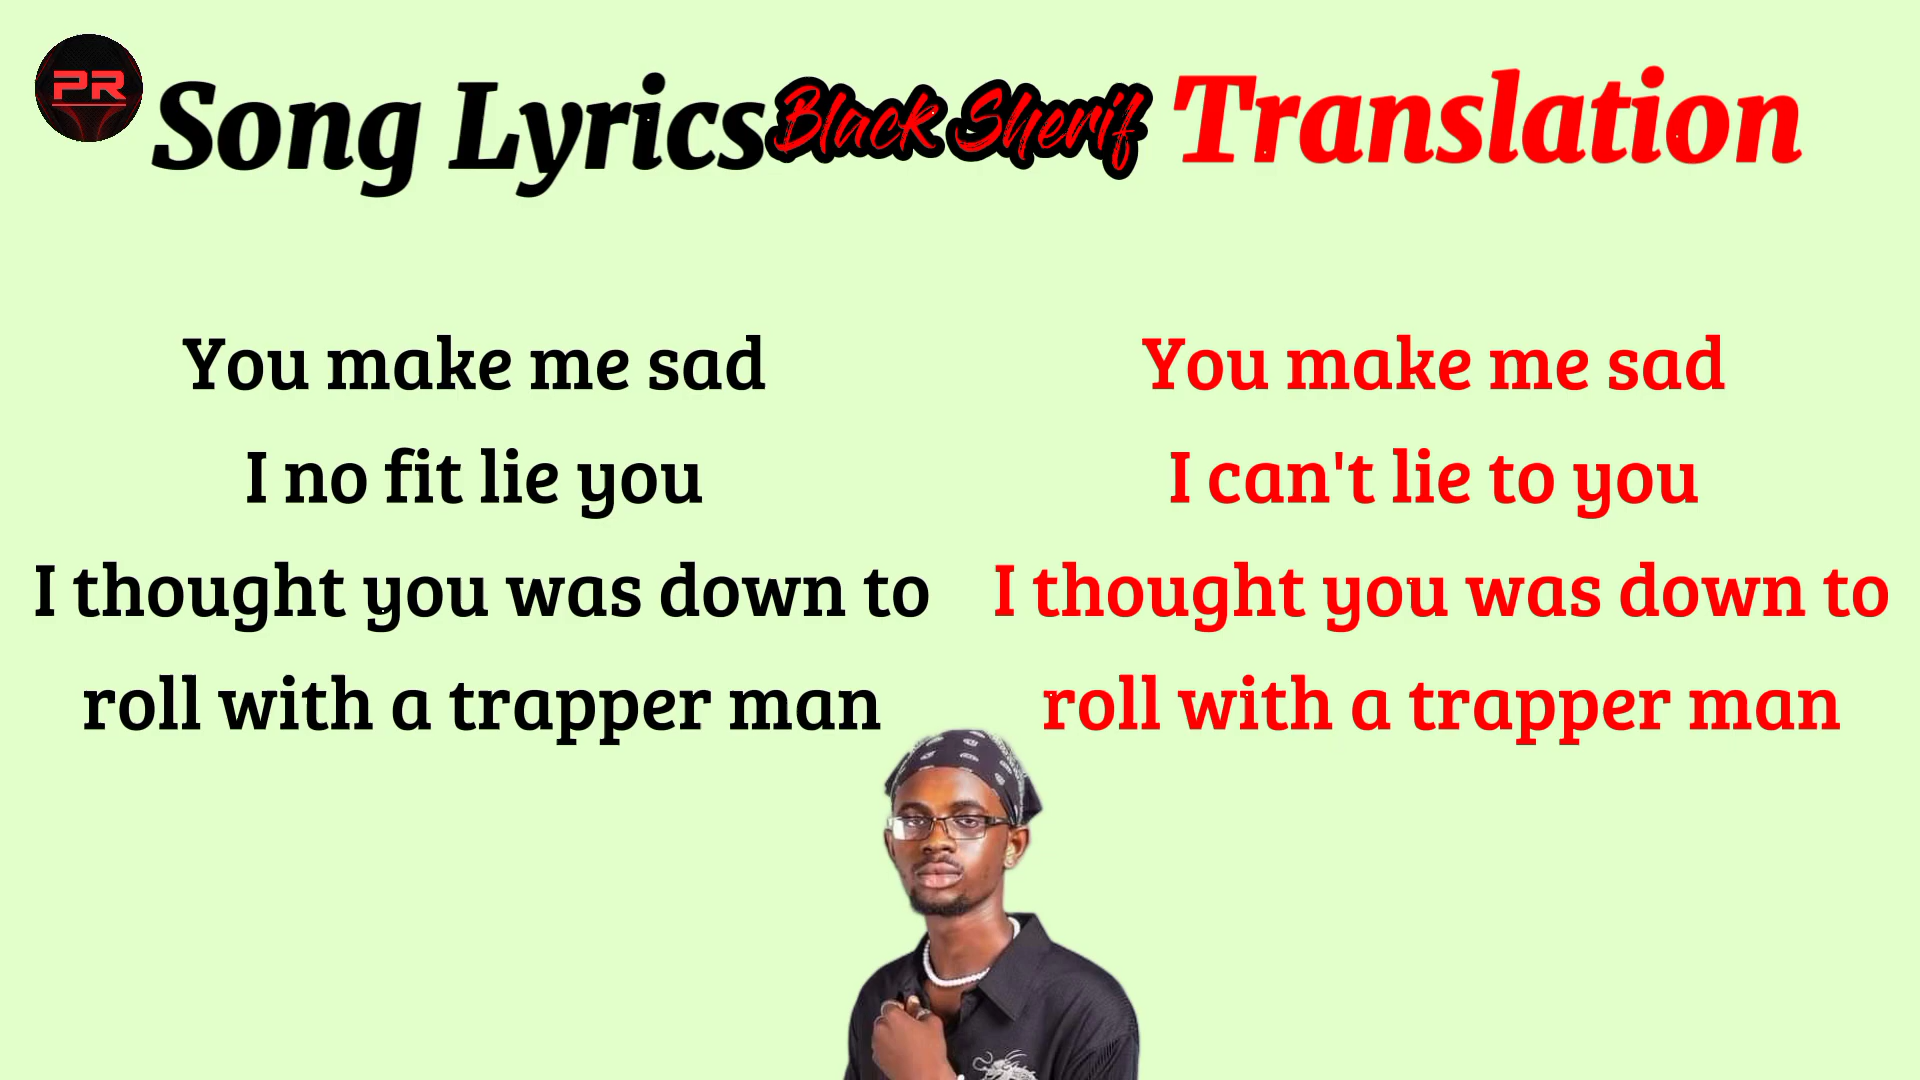 PR
Song Lyrics Black Sherif Translation
You make me sad
I no fit lie you
I thought you was down to
roll with a trapper man
You make me sad
I can't lie to you
I thought you was down to
roll with a trapper man